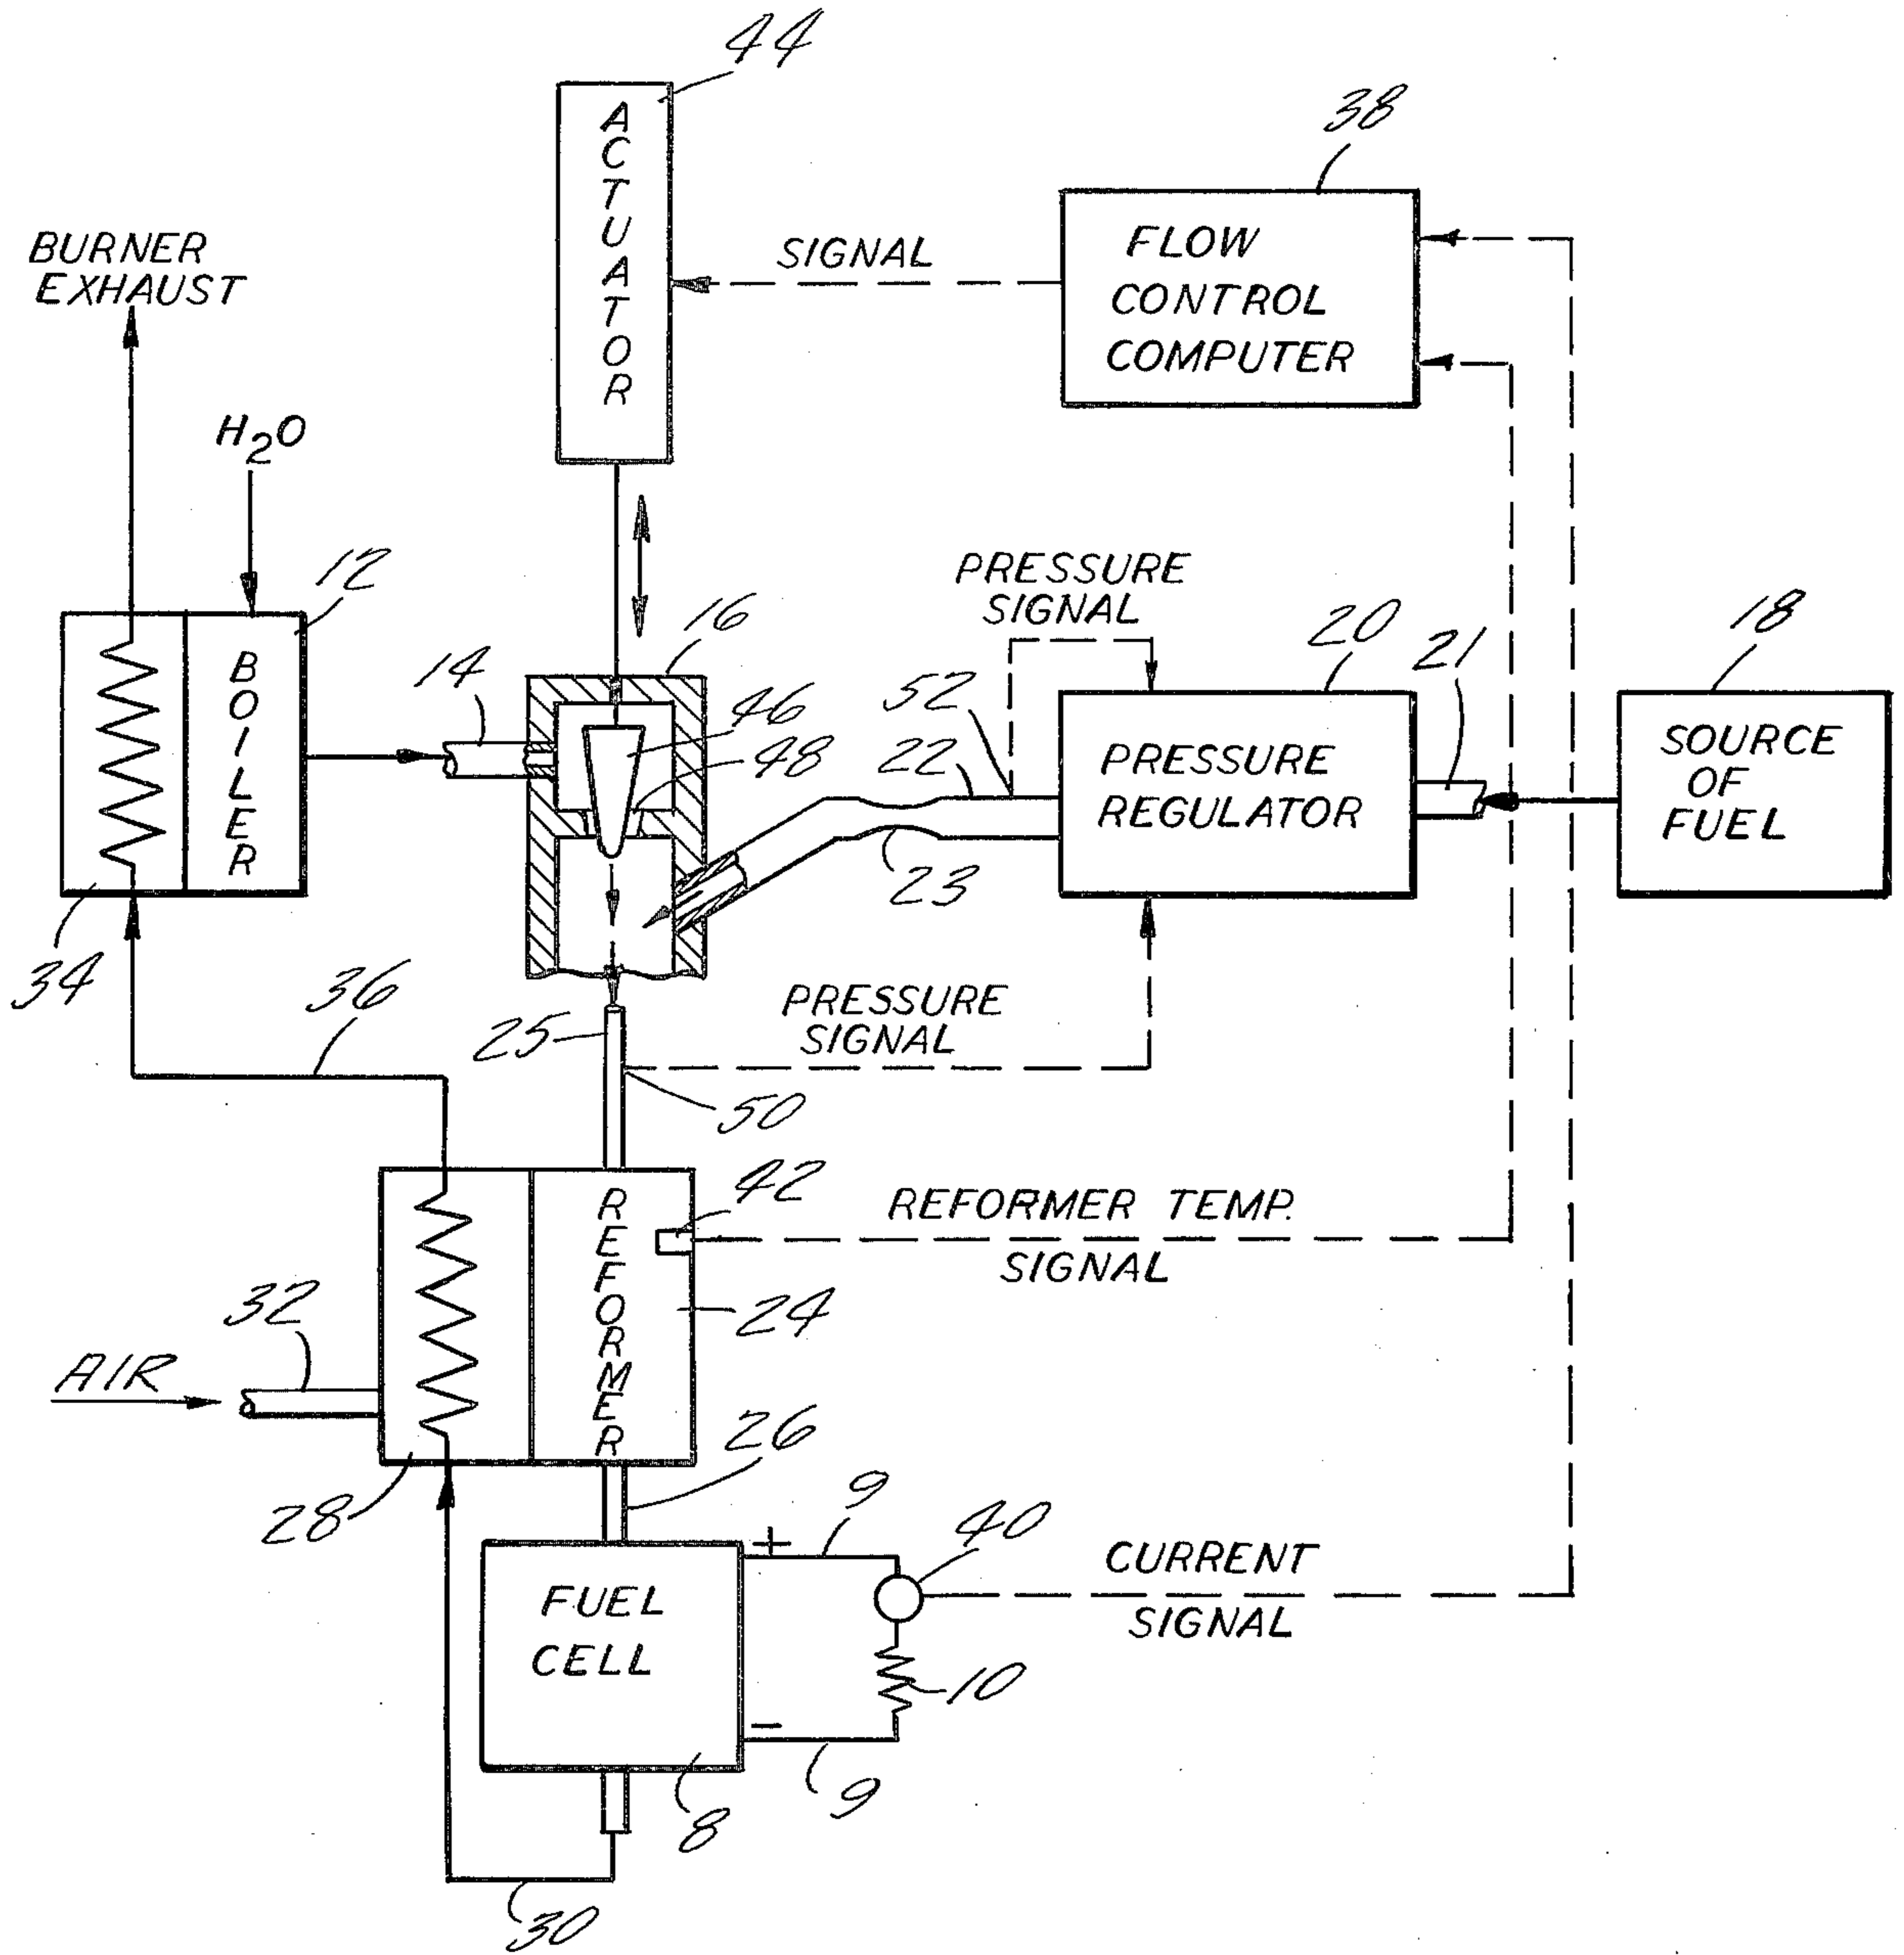 44
ACTUATOR
38
FLOW
CONTROL
COMPUTER
SIGNAL
BURNER
EXHAUST
H2O
12
BOILER
14
16
46
48
PRESSURE
SIGNAL
52
22
23
20
PRESSURE
REGULATOR
21
18
SOURCE
OF
FUEL
34
36
25
PRESSURE
SIGNAL
50
42
REFORMER
REFORMER TEMP.
SIGNAL
24
32
AIR
28
26
9
40
+
CURRENT
SIGNAL
FUEL
CELL
10
−
9
8
30